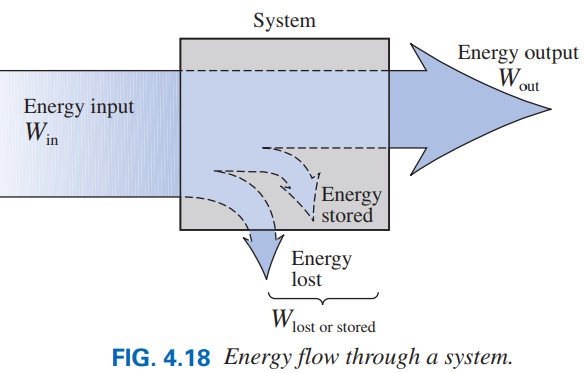 System
Energy output
Wout
Energy input
Win
Energy
stored
Energy
lost
Wlost or stored
FIG. 4.18 Energy flow through a system.